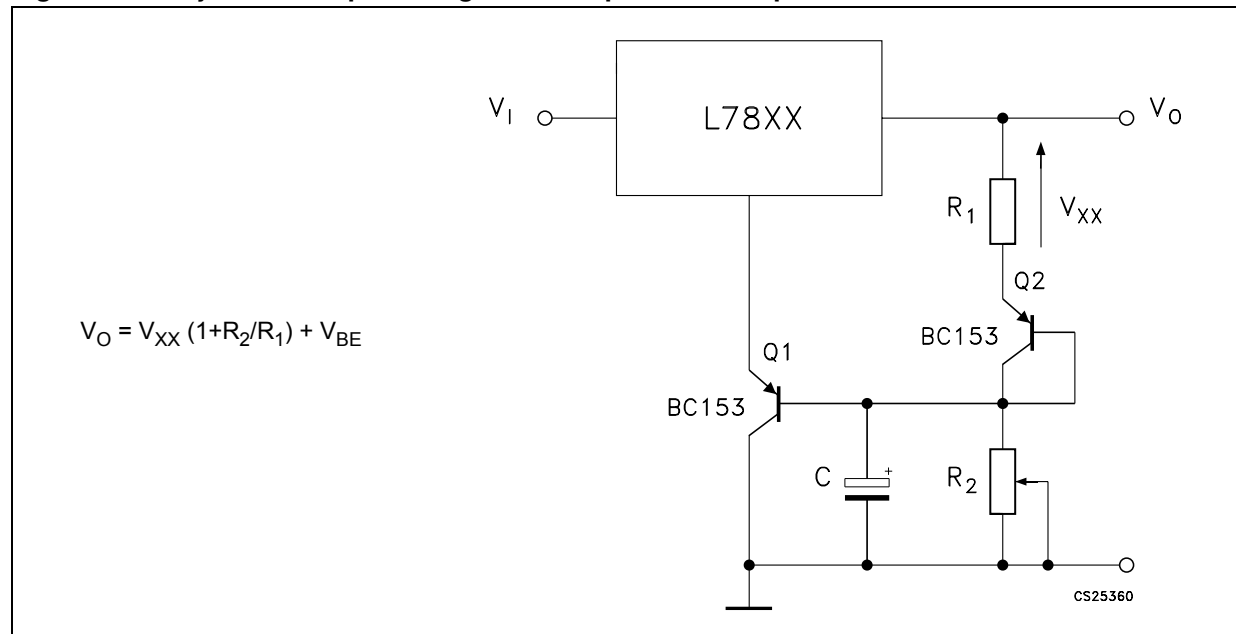 V_I
L78XX
V_O
R_1
V_XX
Q2
BC153
V_O = V_XX (1+R_2/R_1) + V_BE
Q1
BC153
C
+
R_2
CS25360